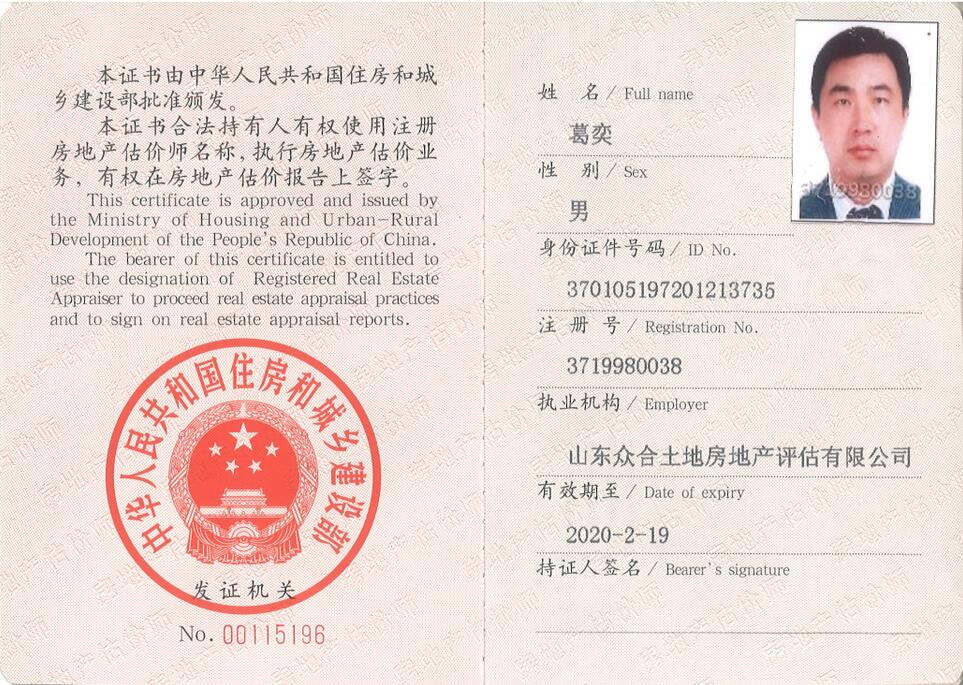 本证书由中华人民共和国住房和城
乡建设部批准颁发。
本证书合法持有人有权使用注册
房地产估价师名称,执行房地产估价业
务,有权在房地产估价报告上签字。
This certificate is approved and issued by
the Ministry of Housing and Urban-Rural
Development of the People's Republic of China.
The bearer of this certificate is entitled to
use the designation of Registered Real Estate
Appraiser to proceed real estate appraisal practices
and to sign on real estate appraisal reports.
中华人民共和国住房和城乡建设部
发证机关
No. 00115196
姓 名 / Full name
葛奕
性 别 / Sex
男
身份证件号码 / ID No.
370105197201213735
注 册 号 / Registration No.
3719980038
执业机构 / Employer
山东众合土地房地产评估有限公司
有效期至 / Date of expiry
2020-2-19
持证人签名 / Bearer's signature
3719980038